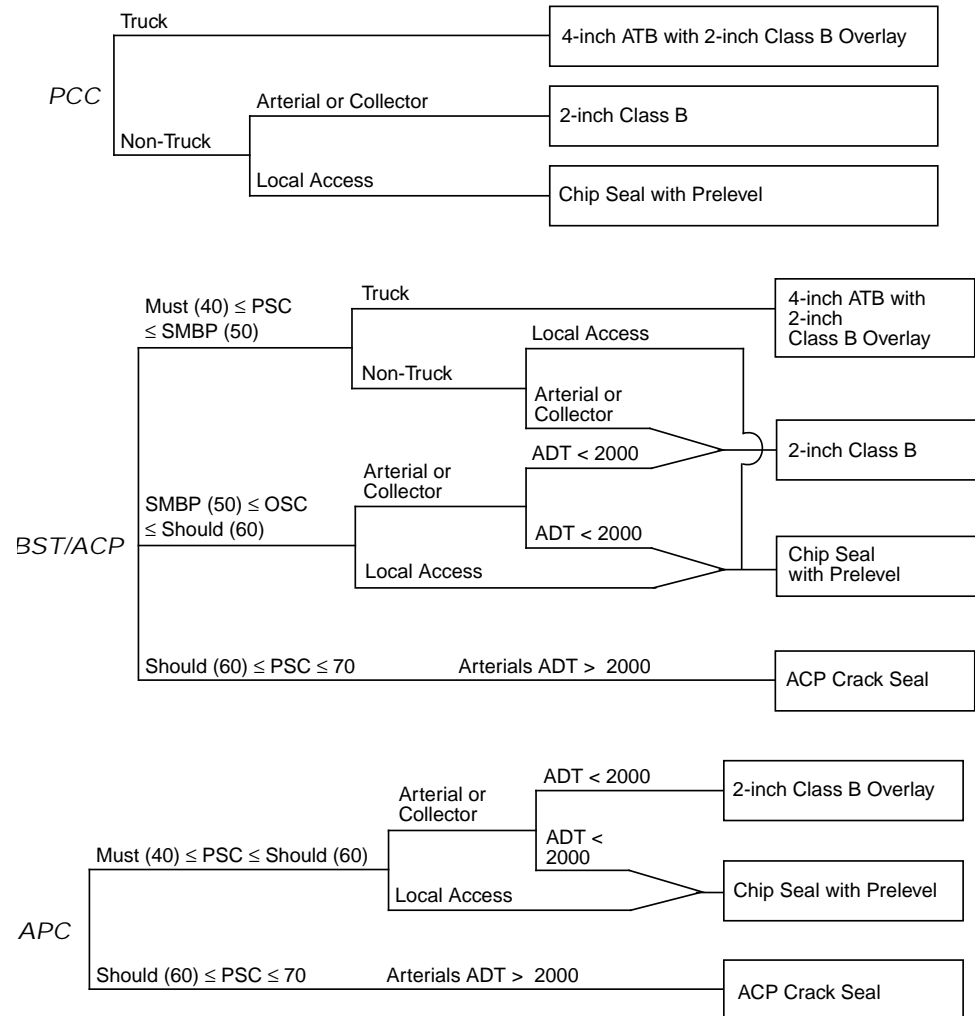 Truck
4-inch ATB with 2-inch Class B Overlay
PCC
Arterial or Collector
2-inch Class B
Non-Truck
Local Access
Chip Seal with Prelevel
Must (40) ≤ PSC
≤ SMBP (50)
Truck
4-inch ATB with
2-inch
Class B Overlay
Local Access
Non-Truck
Arterial or
Collector
2-inch Class B
ADT < 2000
Arterial or
Collector
SMBP (50) ≤ OSC
≤ Should (60)
ADT < 2000
BST/ACP
Local Access
Chip Seal
with Prelevel
Should (60) ≤ PSC ≤ 70
Arterials ADT > 2000
ACP Crack Seal
ADT < 2000
2-inch Class B Overlay
Arterial or
Collector
ADT <
2000
Must (40) ≤ PSC ≤ Should (60)
Local Access
Chip Seal with Prelevel
APC
Should (60) ≤ PSC ≤ 70
Arterials ADT > 2000
ACP Crack Seal